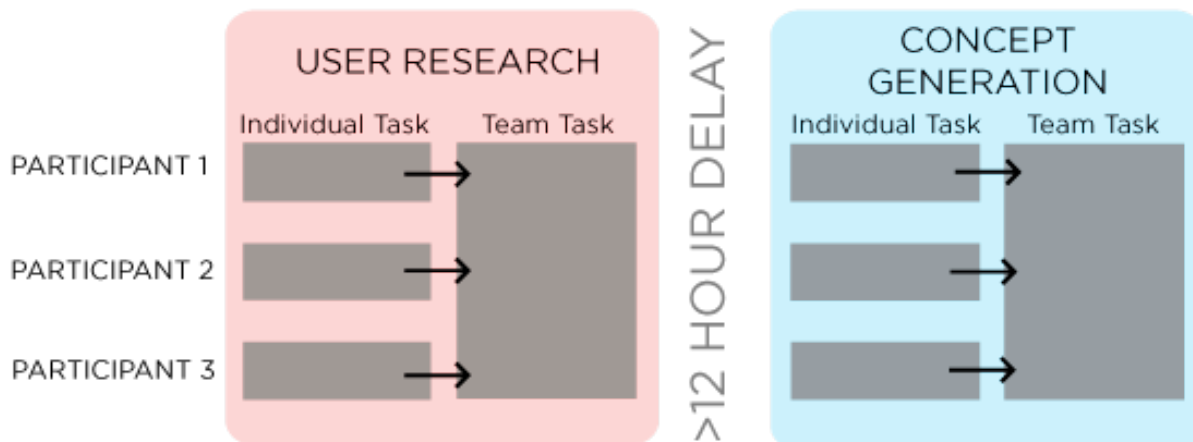 USER RESEARCH
Individual Task
Team Task
PARTICIPANT 1
PARTICIPANT 2
PARTICIPANT 3
>12 HOUR DELAY
CONCEPT
GENERATION
Individual Task
Team Task